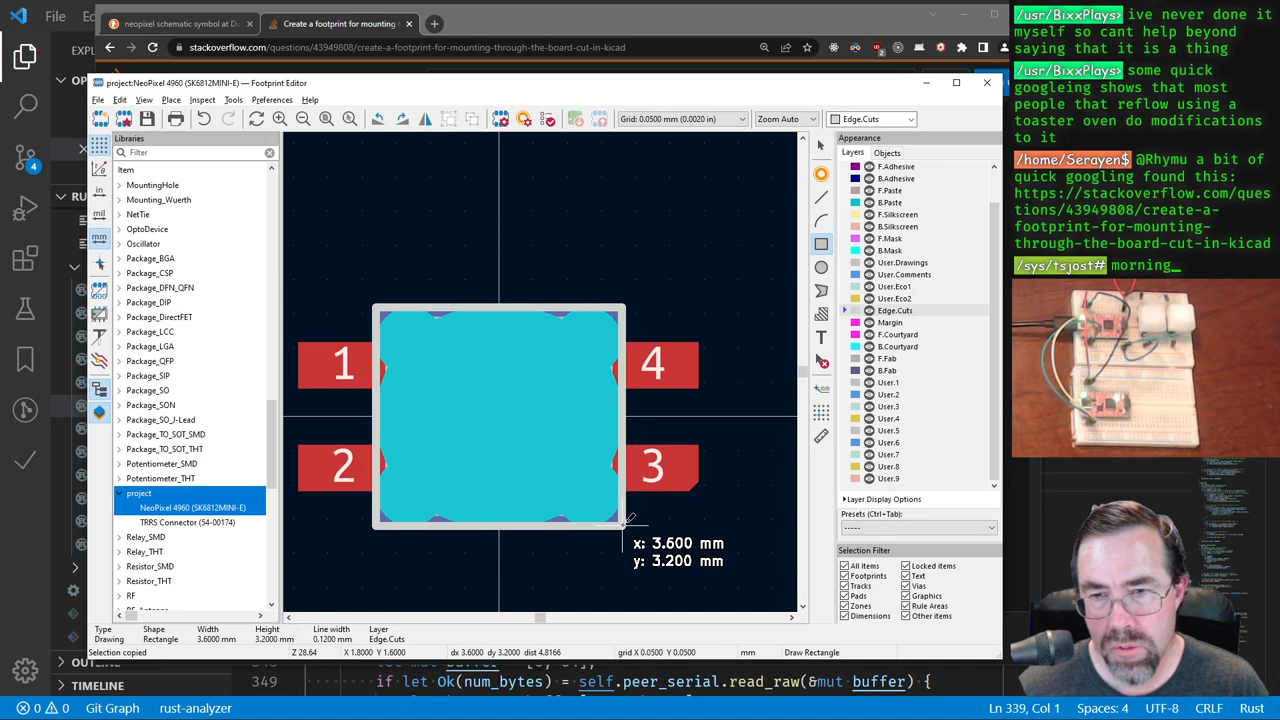 File
neopixel schematic symbol at Du
Create a footprint for mounting
stackoverflow.com/questions/43949808/create-a-footprint-for-mounting-through-the-board-cut-in-kicad
project:NeoPixel 4960 (SK6812MINI-E) — Footprint Editor
File Edit View Place Inspect Tools Preferences Help
Grid: 0.0500 mm (0.0020 in)
Zoom Auto
Edge.Cuts
Libraries
Filter
Item
MountingHole
Mounting_Wuerth
NetTie
OptoDevice
Oscillator
Package_BGA
Package_CSP
Package_DFN_QFN
Package_DIP
Package_DirectFET
Package_LCC
Package_LGA
Package_QFP
Package_SIP
Package_SO
Package_SO_J-Lead
Package_SON
Package_TO_SOT_SMD
Package_TO_SOT_THT
Potentiometer_SMD
Potentiometer_THT
project
NeoPixel 4960 (SK6812MINI-E)
TRRS Connector (54-00174)
Relay_SMD
Relay_THT
Resistor_SMD
Resistor_THT
RF
RF_Antenna
in
mil
mm
1
4
2
3
x: 3.600 mm
y: 3.200 mm
Appearance
Layers Objects
F.Adhesive
B.Adhesive
F.Paste
B.Paste
F.Silkscreen
B.Silkscreen
F.Mask
B.Mask
User.Drawings
User.Comments
User.Eco1
User.Eco2
Edge.Cuts
Margin
F.Courtyard
B.Courtyard
F.Fab
B.Fab
User.1
User.2
User.3
User.4
User.5
User.6
User.7
User.8
User.9
Layer Display Options
Presets (Ctrl+Tab):
-----
Selection Filter
All items Locked items
Footprints Text
Tracks Vias
Pads Graphics
Zones Rule Areas
Dimensions Other items
Type Shape Line width Layer
Drawing Rectangle 0.1200 mm Edge.Cuts
Width Height
3.6000 mm 3.2000 mm
Selection copied
Z 28.64
X 1.8000 Y 1.6000
dx 3.6000 dy 3.2000 dist 4.8166
grid X 0.0500 Y 0.0500
mm
Draw Rectangle
OUTLINE
TIMELINE
349
if let Ok(num_bytes) = self.peer_serial.read_raw(&mut buffer) {
0 0
Git Graph
rust-analyzer
Ln 339, Col 1
Spaces: 4
UTF-8
CRLF
Rust
/usr/BixxPlays> ive never done it
myself so cant help beyond
saying that it is a thing
/usr/BixxPlays> some quick
googleing shows that most
people that reflow using a
toaster oven do modifications
to it
/home/Serayen$ @Rhymu a bit of
quick googling found this:
https://stackoverflow.com/ques
tions/43949808/create-a-
footprint-for-mounting-
through-the-board-cut-in-kicad
/sys/tsjost# morning_